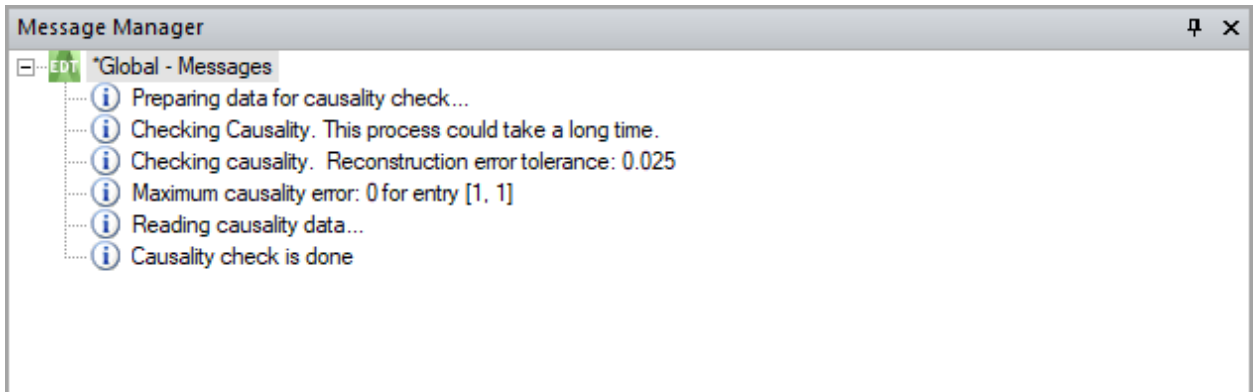 Message Manager
EDT *Global - Messages
Preparing data for causality check...
Checking Causality. This process could take a long time.
Checking causality.  Reconstruction error tolerance: 0.025
Maximum causality error: 0 for entry [1, 1]
Reading causality data...
Causality check is done